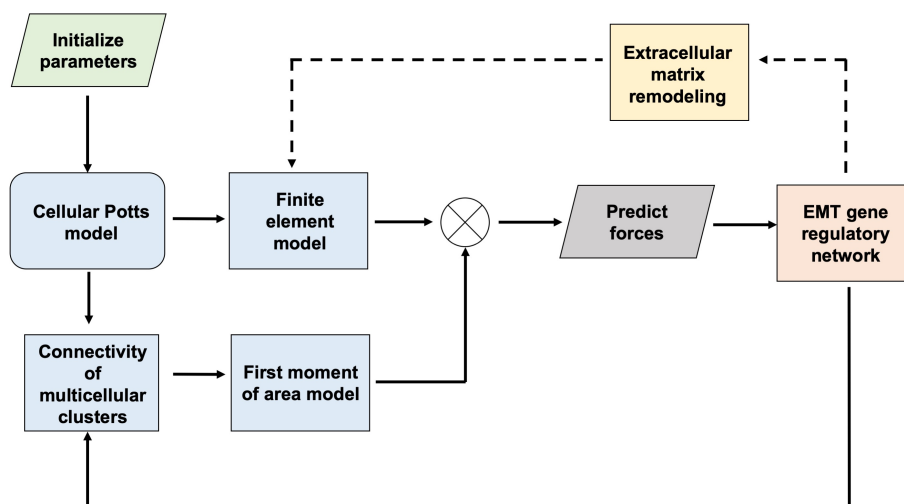 Initialize
parameters
Extracellular
matrix
remodeling
Cellular Potts
model
Finite
element
model
Predict
forces
EMT gene
regulatory
network
Connectivity
of
multicellular
clusters
First moment
of area model